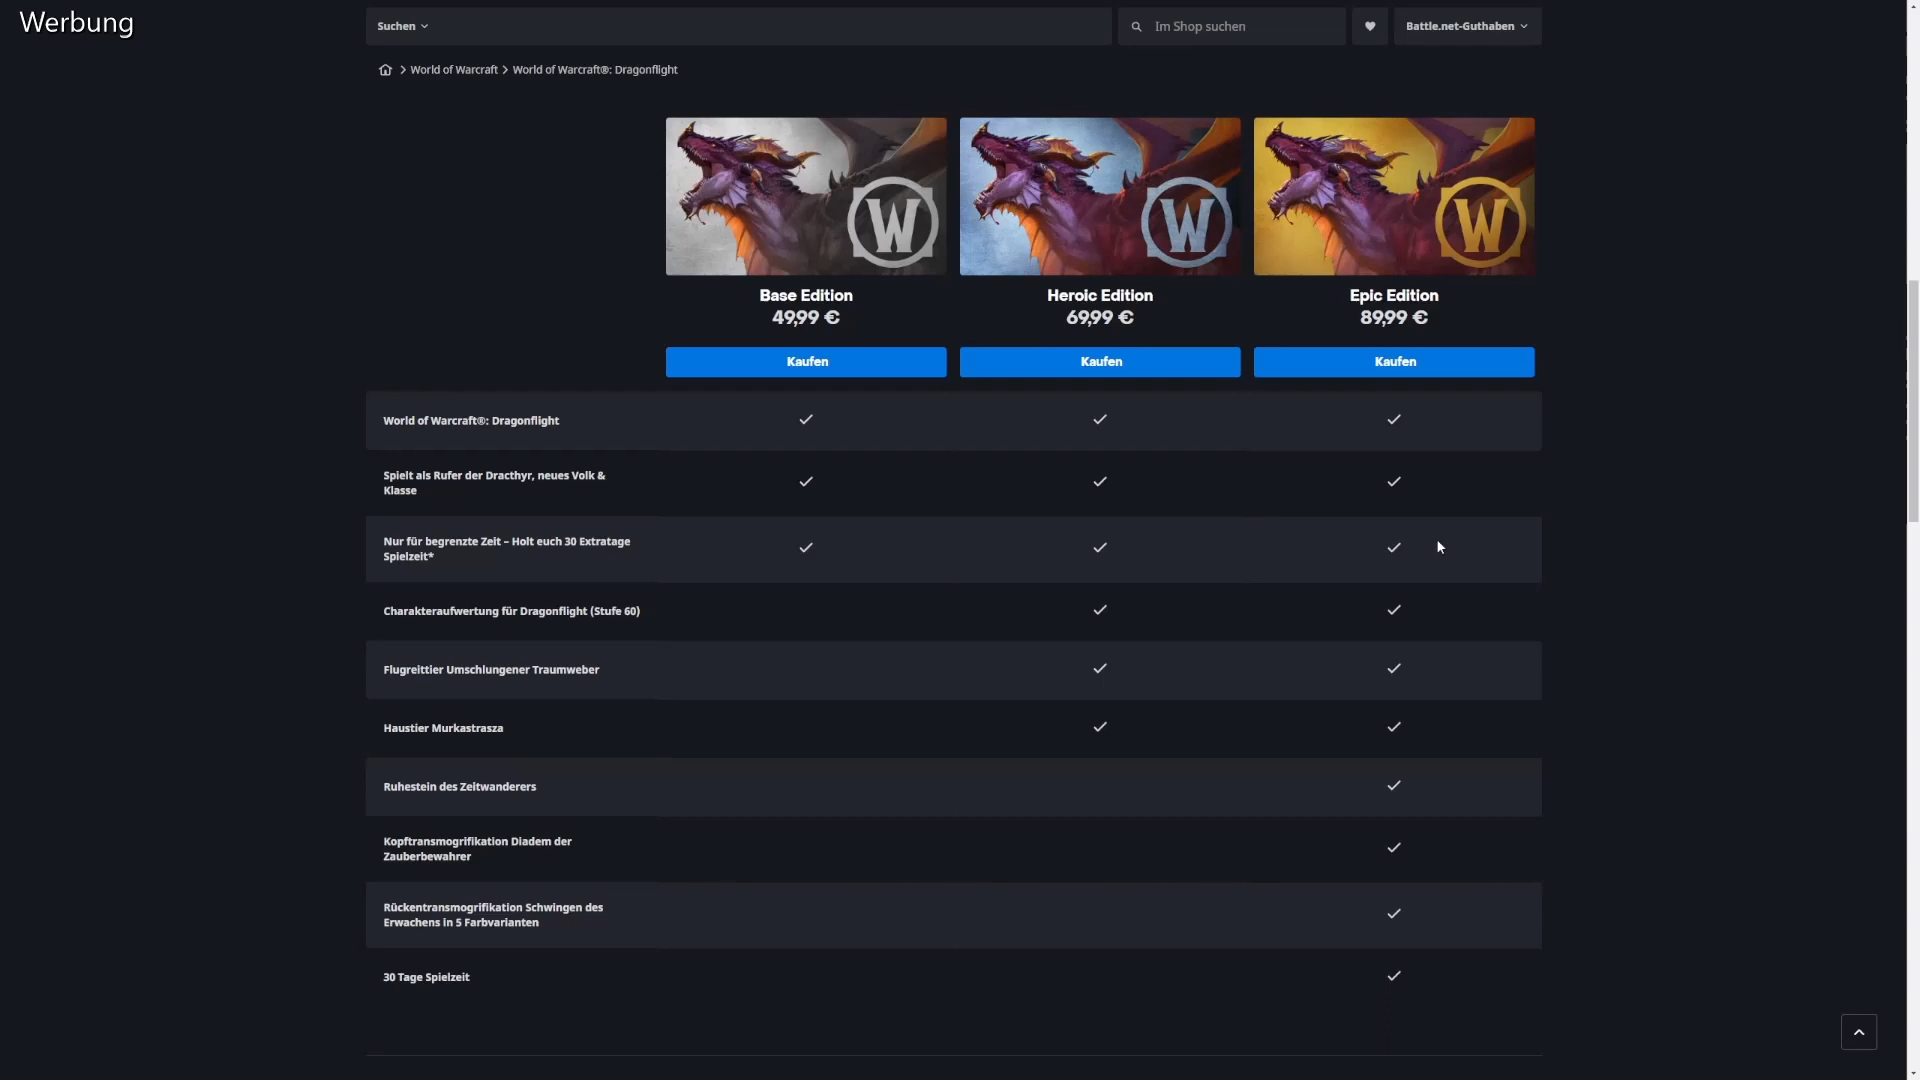 Werbung
Suchen
Im Shop suchen
Battle.net-Guthaben
World of Warcraft > World of Warcraft®: Dragonflight
W
W
W
Base Edition
49,99 €
Kaufen
Heroic Edition
69,99 €
Kaufen
Epic Edition
89,99 €
Kaufen
World of Warcraft®: Dragonflight
Spielt als Rufer der Dracthyr, neues Volk &
Klasse
Nur für begrenzte Zeit – Holt euch 30 Extratage
Spielzeit*
Charakteraufwertung für Dragonflight (Stufe 60)
Flugreittier Umschlungener Traumweber
Haustier Murkastrasza
Ruhestein des Zeitwanderers
Kopftransmogrifikation Diadem der
Zauberbewahrer
Rückentransmogrifikation Schwingen des
Erwachens in 5 Farbvarianten
30 Tage Spielzeit